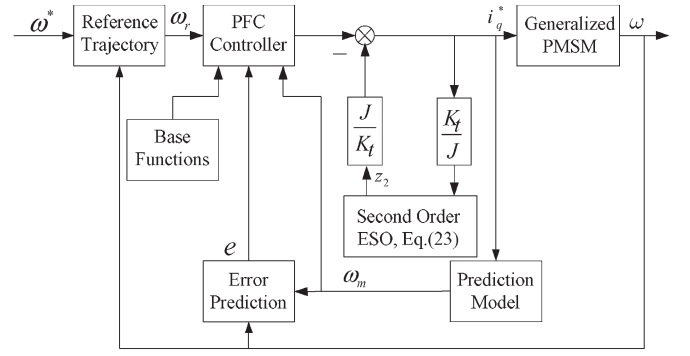 ω*
Reference
Trajectory
ω_r
PFC
Controller
−
i_q^*
Generalized
PMSM
ω
Base
Functions
J
K_t
K_t
J
z_2
Second Order
ESO, Eq.(23)
e
Error
Prediction
ω_m
Prediction
Model